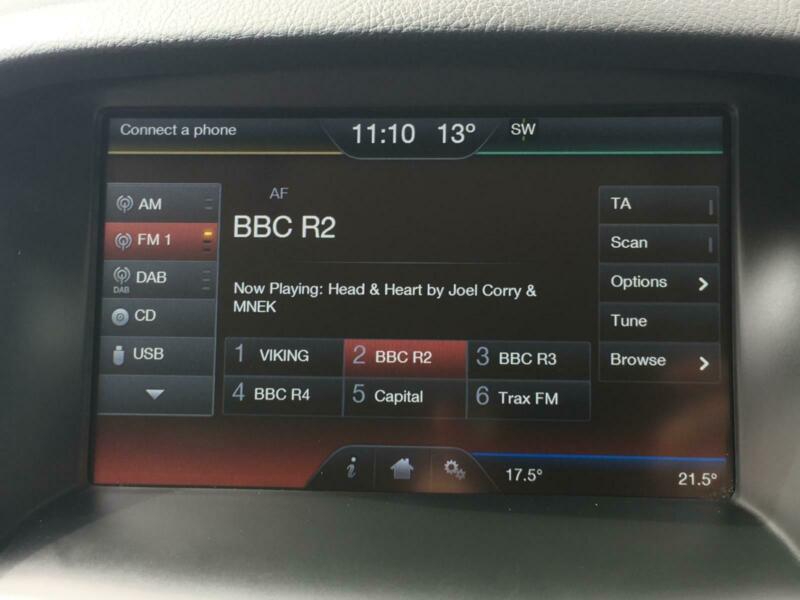 Connect a phone
11:10 13° SW
AM
FM 1
DAB
DAB
CD
USB
AF
BBC R2
Now Playing: Head & Heart by Joel Corry &
MNEK
1 VIKING 2 BBC R2 3 BBC R3
4 BBC R4 5 Capital 6 Trax FM
TA
Scan
Options
Tune
Browse
i
17.5° 21.5°